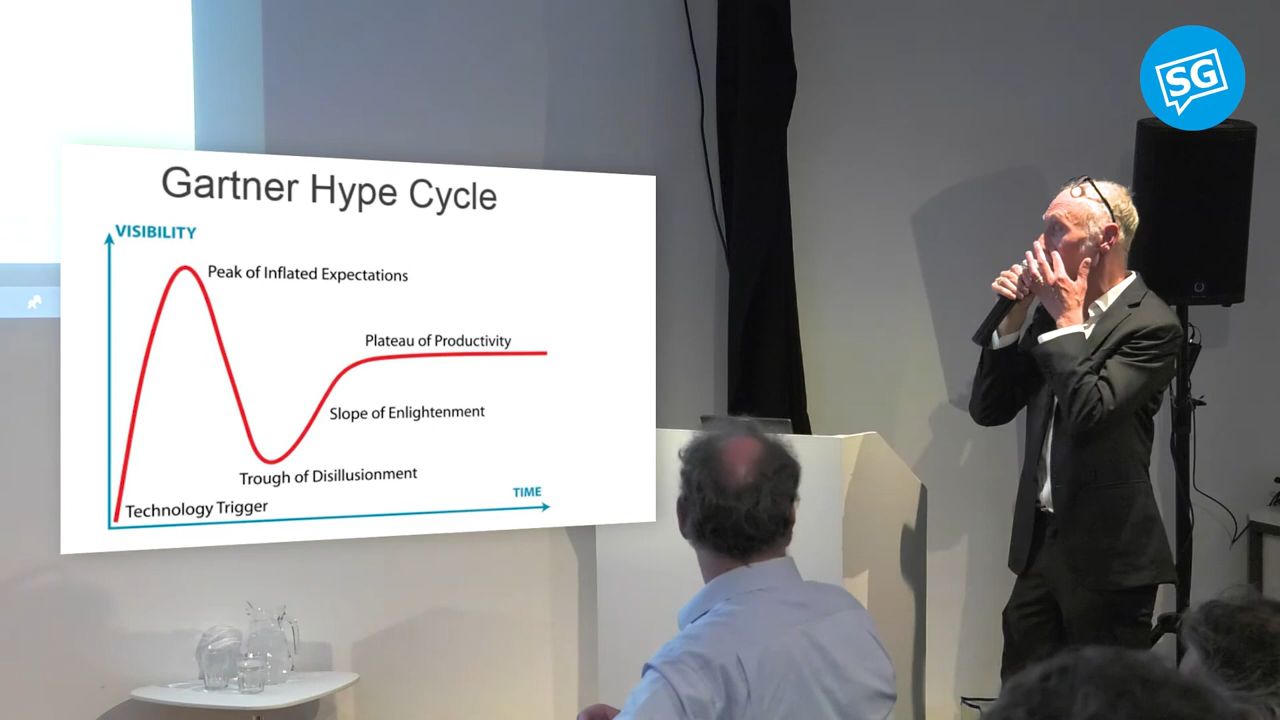 SG
Gartner Hype Cycle
VISIBILITY
Peak of Inflated Expectations
Plateau of Productivity
Slope of Enlightenment
Trough of Disillusionment
TIME
Technology Trigger